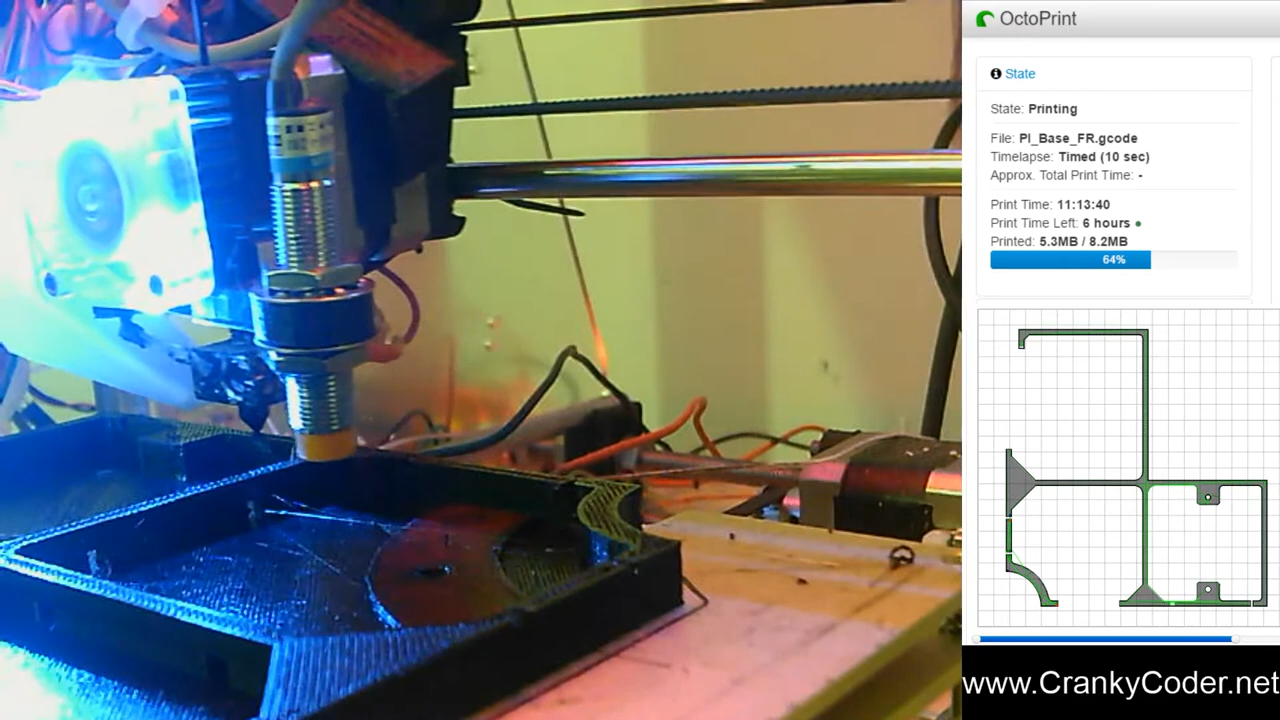 OctoPrint
State
State: Printing
File: PI_Base_FR.gcode
Timelapse: Timed (10 sec)
Approx. Total Print Time: -
Print Time: 11:13:40
Print Time Left: 6 hours
Printed: 5.3MB / 8.2MB
64%
www.CrankyCoder.net